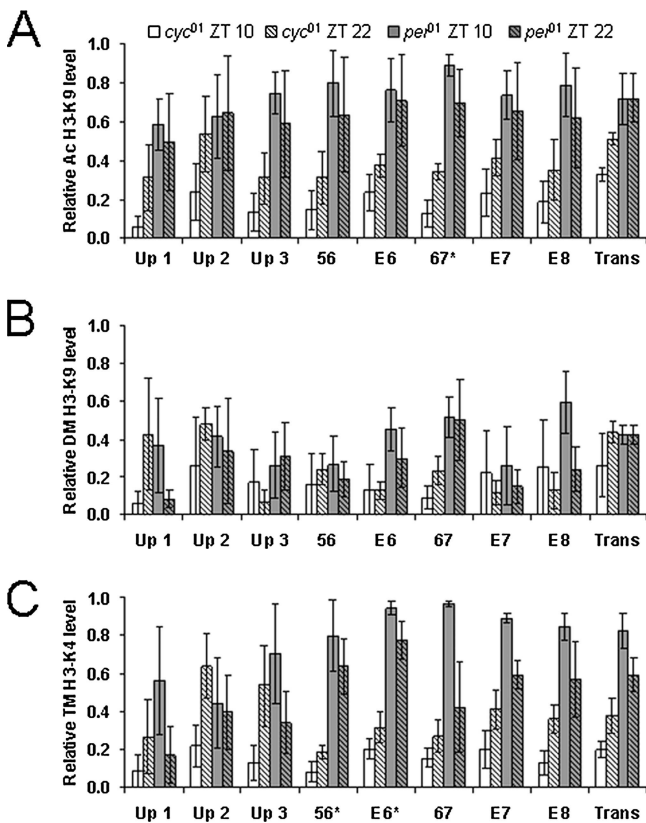 A
cyc⁰¹ ZT 10 cyc⁰¹ ZT 22 per⁰¹ ZT 10 per⁰¹ ZT 22
Relative Ac H3-K9 level
1.0
0.8
0.6
0.4
0.2
0.0
Up 1 Up 2 Up 3 56 E6 67* E7 E8 Trans
B
Relative DM H3-K9 level
1.0
0.8
0.6
0.4
0.2
0.0
Up 1 Up 2 Up 3 56 E6 67 E7 E8 Trans
C
Relative TM H3-K4 level
1.0
0.8
0.6
0.4
0.2
0.0
Up 1 Up 2 Up 3 56* E6* 67 E7 E8 Trans